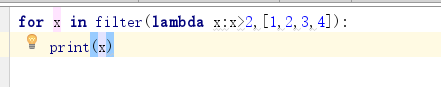 for x in filter(lambda x:x>2,[1,2,3,4]):
    print(x)